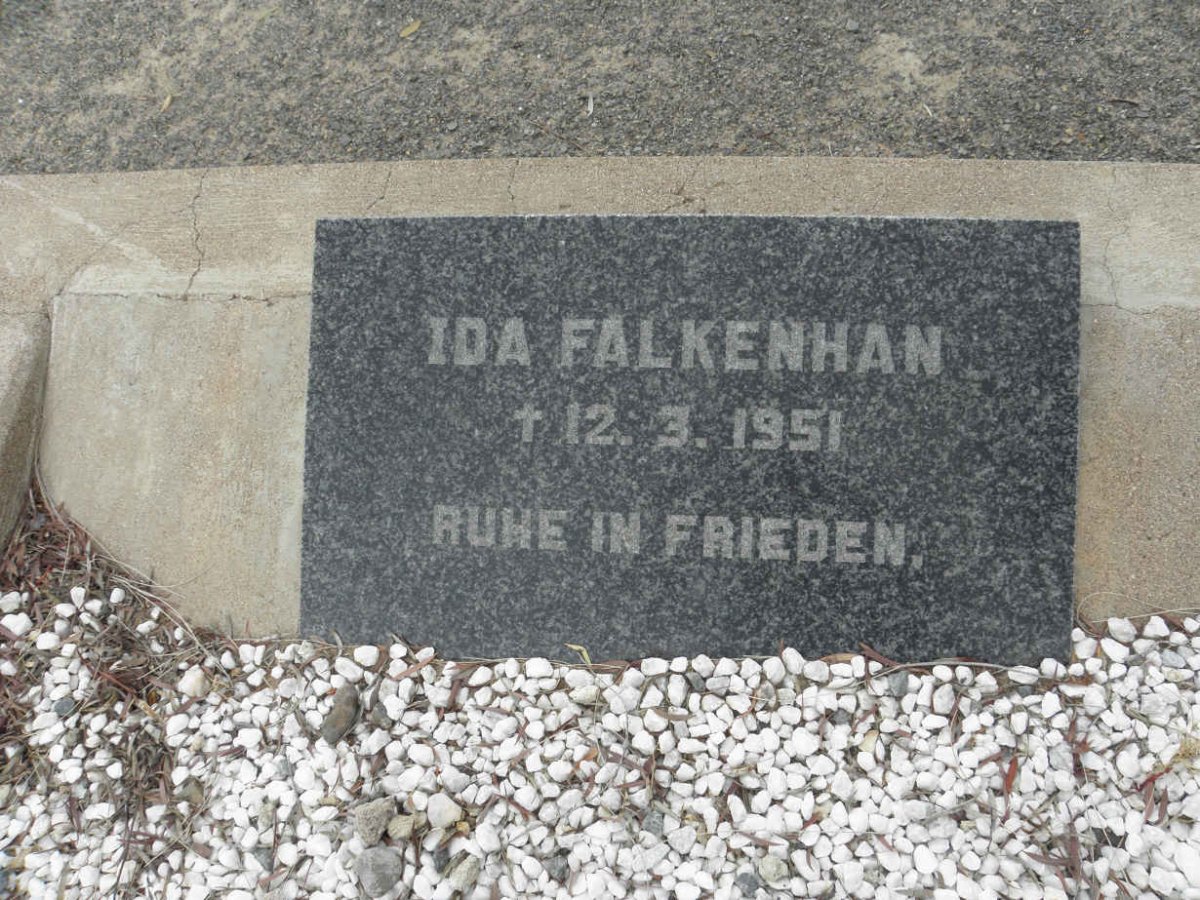 IDA FALKENHAN
† 12. 3. 1951
RUHE IN FRIEDEN.